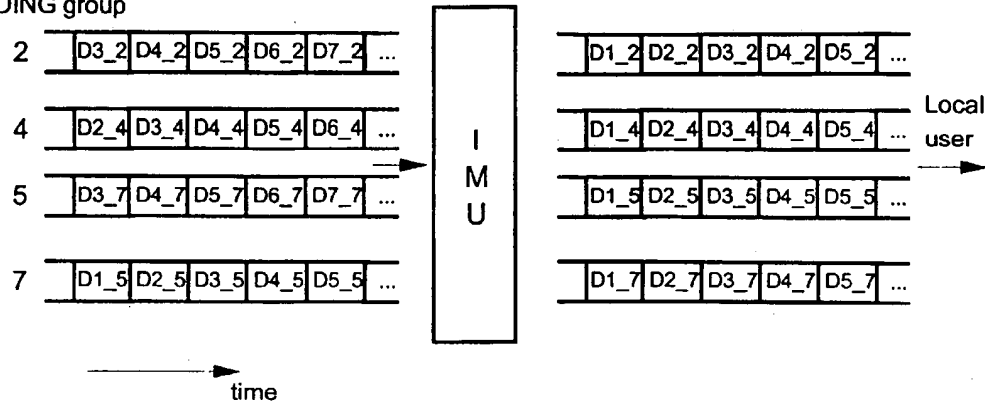 DING group
2 D3_2 D4_2 D5_2 D6_2 D7_2 ... D1_2 D2_2 D3_2 D4_2 D5_2 ...
4 D2_4 D3_4 D4_4 D5_4 D6_4 ... D1_4 D2_4 D3_4 D4_4 D5_4 ...
Local
user
I
M
U
5 D3_7 D4_7 D5_7 D6_7 D7_7 ... D1_5 D2_5 D3_5 D4_5 D5_5 ...
7 D1_5 D2_5 D3_5 D4_5 D5_5 ... D1_7 D2_7 D3_7 D4_7 D5_7 ...
time